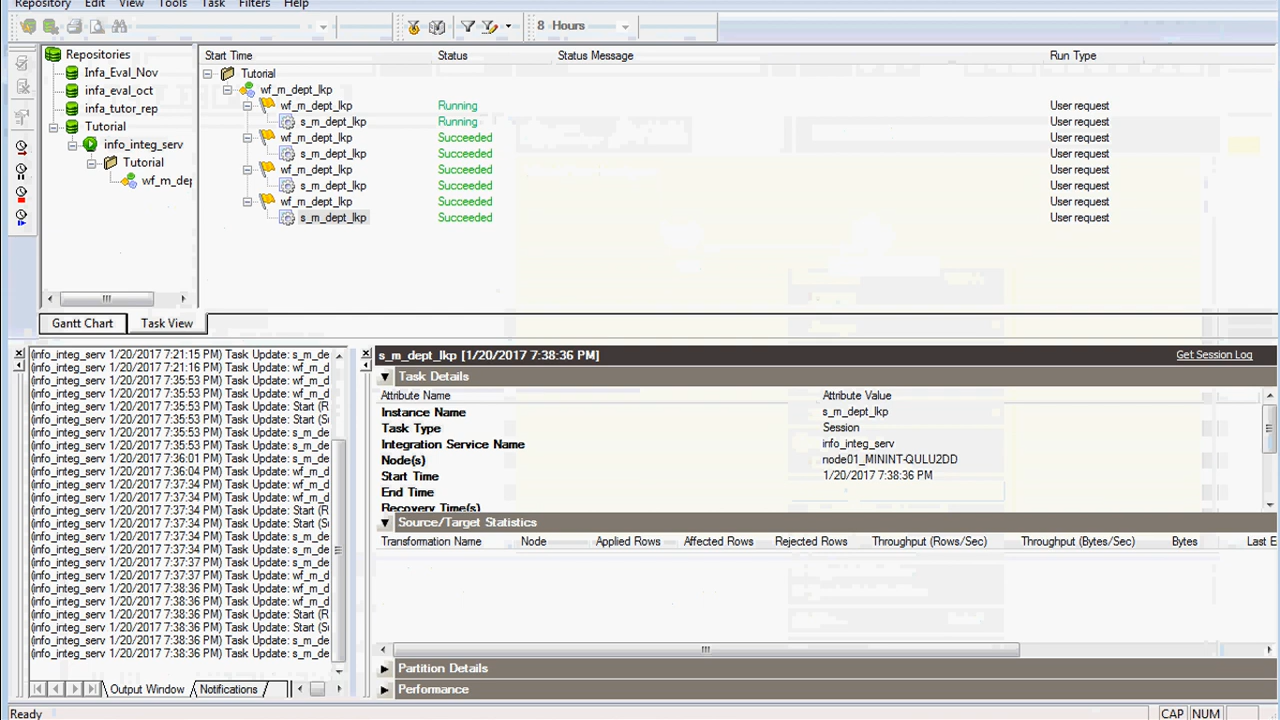 Repository Edit View Tools Task Filters Help
8 Hours
Repositories
Infa_Eval_Nov
infa_eval_oct
infa_tutor_rep
Tutorial
info_integ_serv
Tutorial
wf_m_dep
Start Time Status Status Message Run Type
Tutorial
wf_m_dept_lkp
wf_m_dept_lkp Running User request
s_m_dept_lkp Running User request
wf_m_dept_lkp Succeeded User request
s_m_dept_lkp Succeeded User request
wf_m_dept_lkp Succeeded User request
s_m_dept_lkp Succeeded User request
wf_m_dept_lkp Succeeded User request
s_m_dept_lkp Succeeded User request
Gantt Chart Task View
(info_integ_serv 1/20/2017 7:21:15 PM) Task Update: s_m_de
(info_integ_serv 1/20/2017 7:21:16 PM) Task Update: wf_m_d
(info_integ_serv 1/20/2017 7:35:53 PM) Task Update: wf_m_d
(info_integ_serv 1/20/2017 7:35:53 PM) Task Update: wf_m_d
(info_integ_serv 1/20/2017 7:35:53 PM) Task Update: Start (R
(info_integ_serv 1/20/2017 7:35:53 PM) Task Update: Start (S
(info_integ_serv 1/20/2017 7:35:53 PM) Task Update: s_m_de
(info_integ_serv 1/20/2017 7:35:53 PM) Task Update: s_m_de
(info_integ_serv 1/20/2017 7:36:01 PM) Task Update: s_m_de
(info_integ_serv 1/20/2017 7:36:04 PM) Task Update: wf_m_d
(info_integ_serv 1/20/2017 7:37:34 PM) Task Update: wf_m_d
(info_integ_serv 1/20/2017 7:37:34 PM) Task Update: wf_m_d
(info_integ_serv 1/20/2017 7:37:34 PM) Task Update: Start (R
(info_integ_serv 1/20/2017 7:37:34 PM) Task Update: Start (S
(info_integ_serv 1/20/2017 7:37:34 PM) Task Update: s_m_de
(info_integ_serv 1/20/2017 7:37:34 PM) Task Update: s_m_de
(info_integ_serv 1/20/2017 7:37:37 PM) Task Update: s_m_de
(info_integ_serv 1/20/2017 7:37:37 PM) Task Update: wf_m_d
(info_integ_serv 1/20/2017 7:38:36 PM) Task Update: wf_m_d
(info_integ_serv 1/20/2017 7:38:36 PM) Task Update: wf_m_d
(info_integ_serv 1/20/2017 7:38:36 PM) Task Update: Start (R
(info_integ_serv 1/20/2017 7:38:36 PM) Task Update: Start (S
(info_integ_serv 1/20/2017 7:38:36 PM) Task Update: s_m_de
(info_integ_serv 1/20/2017 7:38:36 PM) Task Update: s_m_de
Output Window Notifications
s_m_dept_lkp [1/20/2017 7:38:36 PM] Get Session Log
Task Details
Attribute Name Attribute Value
Instance Name s_m_dept_lkp
Task Type Session
Integration Service Name info_integ_serv
Node(s) node01_MININT-QULU2DD
Start Time 1/20/2017 7:38:36 PM
End Time
Recovery Time(s)
Source/Target Statistics
Transformation Name Node Applied Rows Affected Rows Rejected Rows Throughput (Rows/Sec) Throughput (Bytes/Sec) Bytes Last E
Partition Details
Performance
Ready CAP NUM